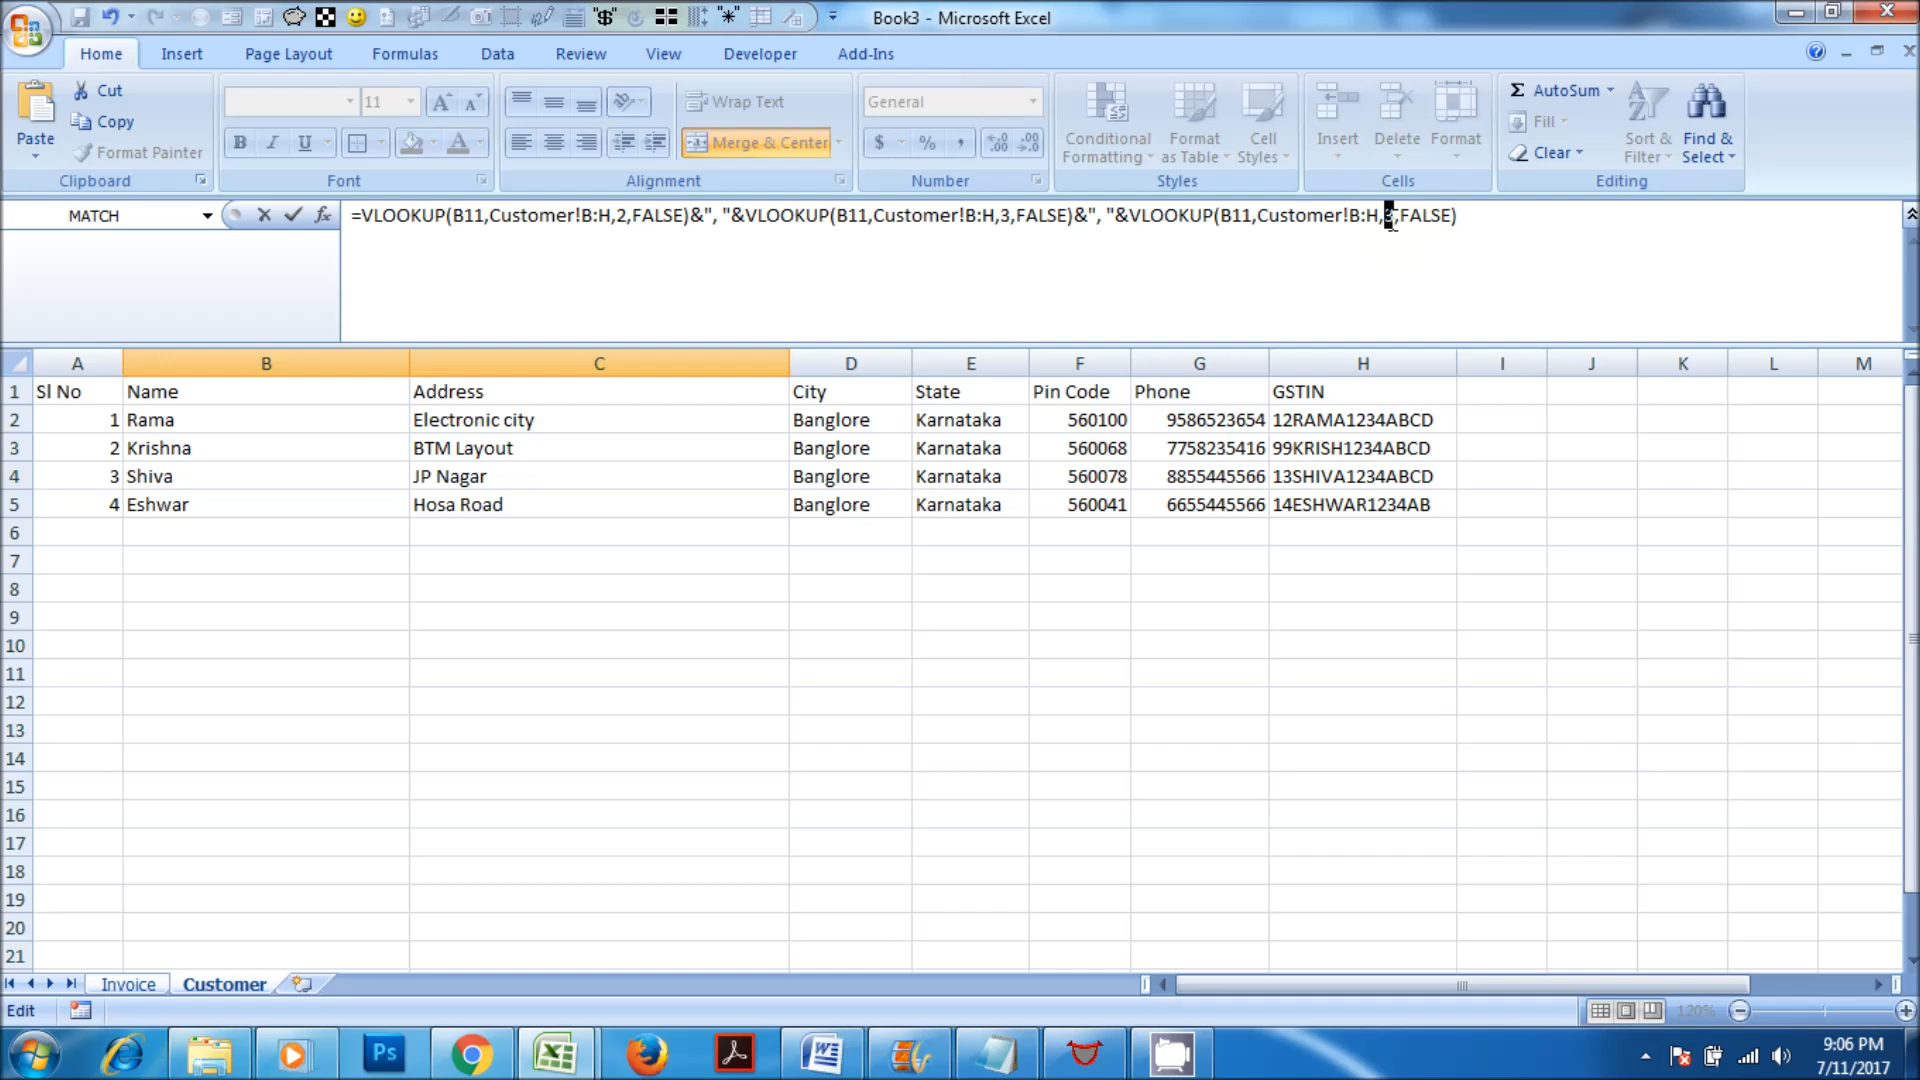 Book3 - Microsoft Excel
Home Insert Page Layout Formulas Data Review View Developer Add-Ins
Paste
Cut
Copy
Format Painter
Clipboard
11
B I U
Font
Wrap Text
Merge & Center
Alignment
General
$ % ,
Number
Conditional Formatting
Format as Table
Cell Styles
Styles
Insert Delete Format
Cells
Σ AutoSum
Fill
Clear
Sort & Filter
Find & Select
Editing
MATCH fx =VLOOKUP(B11,Customer!B:H,2,FALSE)&", "&VLOOKUP(B11,Customer!B:H,3,FALSE)&", "&VLOOKUP(B11,Customer!B:H,3,FALSE)
A B C D E F G H I J K L M
1 Sl No Name Address City State Pin Code Phone GSTIN
2 1 Rama Electronic city Banglore Karnataka 560100 9586523654 12RAMA1234ABCD
3 2 Krishna BTM Layout Banglore Karnataka 560068 7758235416 99KRISH1234ABCD
4 3 Shiva JP Nagar Banglore Karnataka 560078 8855445566 13SHIVA1234ABCD
5 4 Eshwar Hosa Road Banglore Karnataka 560041 6655445566 14ESHWAR1234AB
6
7
8
9
10
11
12
13
14
15
16
17
18
19
20
21
Invoice Customer
Edit 120%
Ps
9:06 PM
7/11/2017